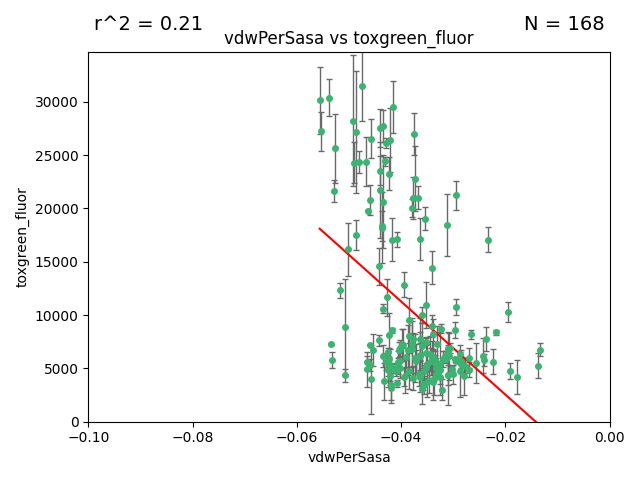 r^2 = 0.21
N = 168
vdwPerSasa vs toxgreen_fluor
30000
25000
20000
15000
10000
5000
0
toxgreen_fluor
−0.10
−0.08
−0.06
−0.04
−0.02
0.00
vdwPerSasa